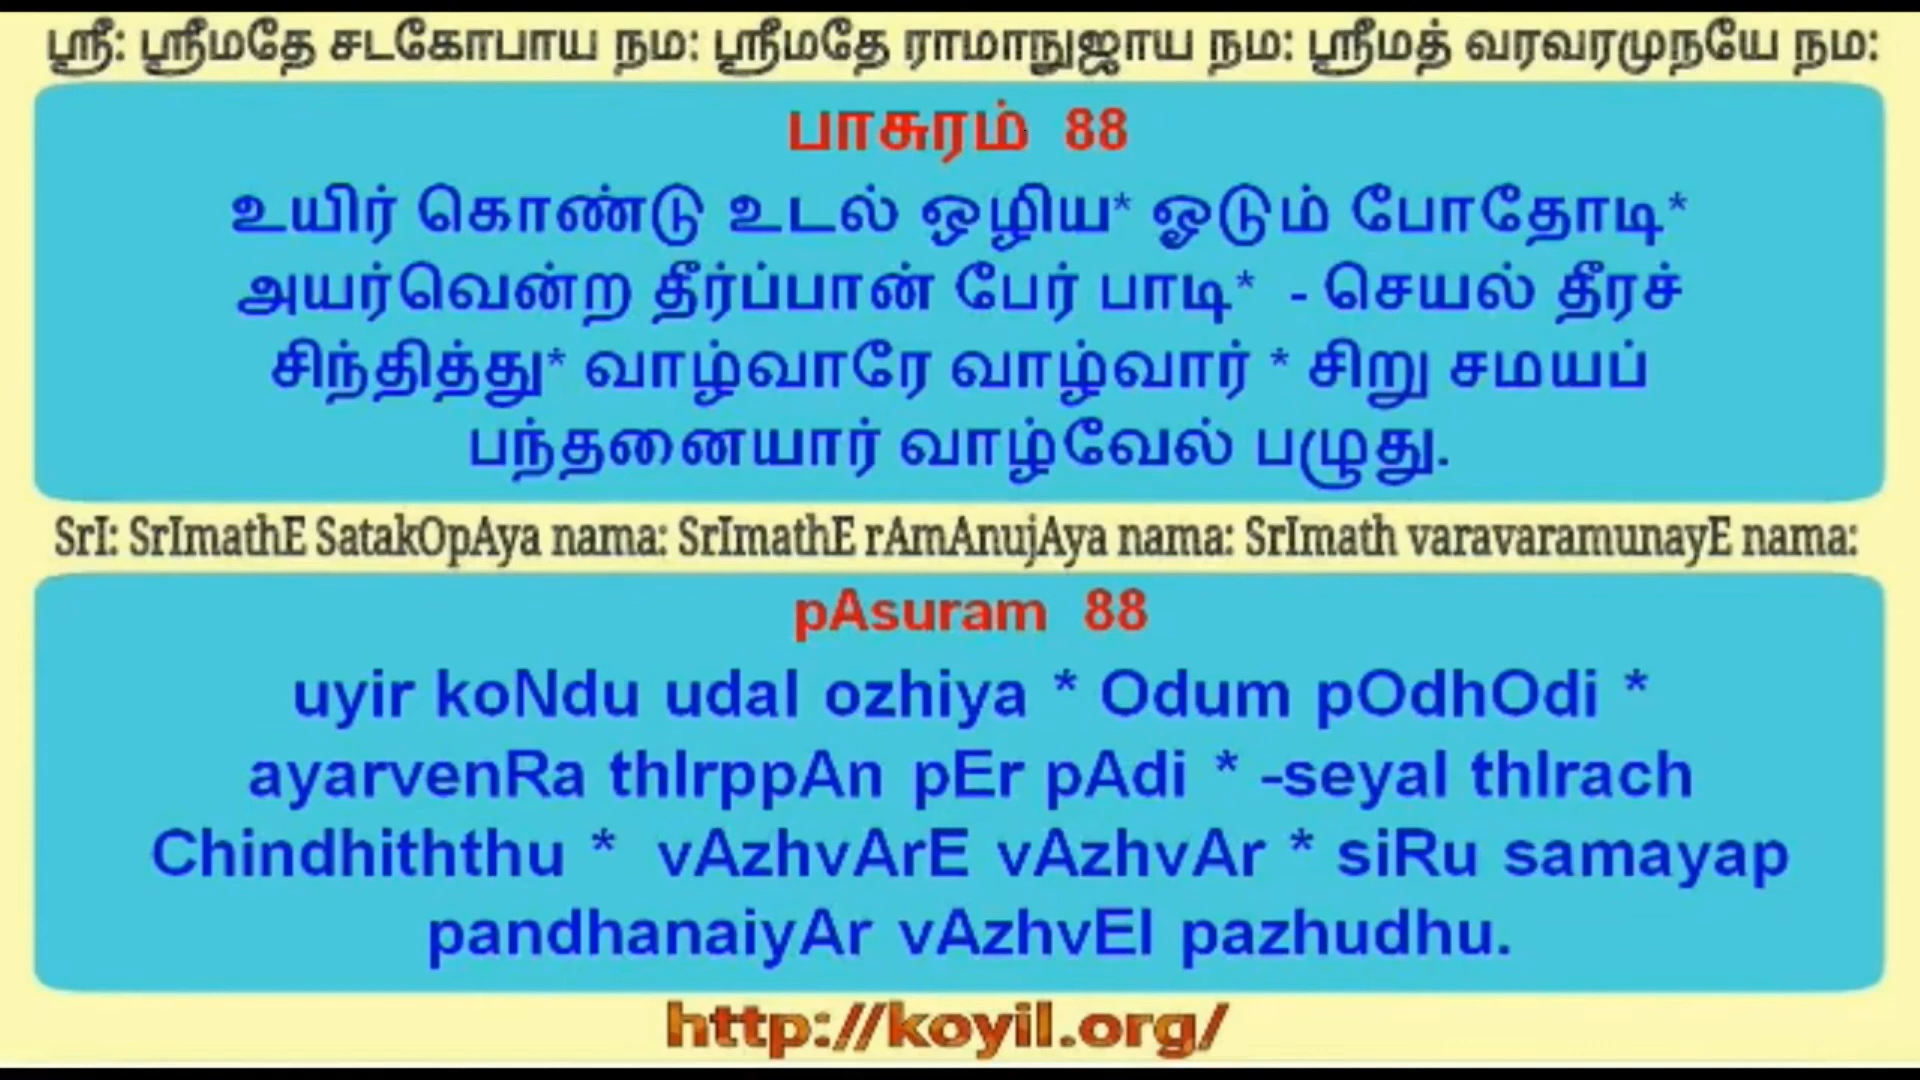 ஸ்ரீ: ஸ்ரீமதே சடகோபாய நம: ஸ்ரீமதே ராமாநுஜாய நம: ஸ்ரீமத் வரவரமுநயே நம:
பாசுரம் 88
உயிர் கொண்டு உடல் ஒழிய* ஓடும் போதோடி*
அயர்வென்ற தீர்ப்பான் பேர் பாடி* - செயல் தீரச்
சிந்தித்து* வாழ்வாரே வாழ்வார் * சிறு சமயப்
பந்தனையார் வாழ்வேல் பழுது.
SrI: SrImathE SatakOpAya nama: SrImathE rAmAnujAya nama: SrImath varavaramunayE nama:
pAsuram 88
uyir koNdu udal ozhiya * Odum pOdhOdi *
ayarvenRa thIrppAn pEr pAdi * -seyal thIrach
Chindhiththu * vAzhvArE vAzhvAr * siRu samayap
pandhanaiyAr vAzhvEl pazhudhu.
http://koyil.org/